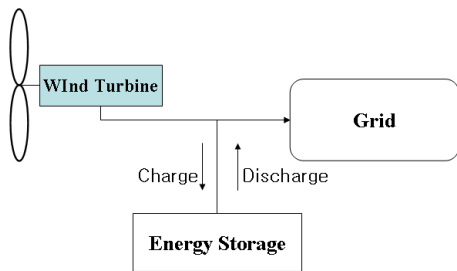 WInd Turbine
Grid
Charge
Discharge
Energy Storage